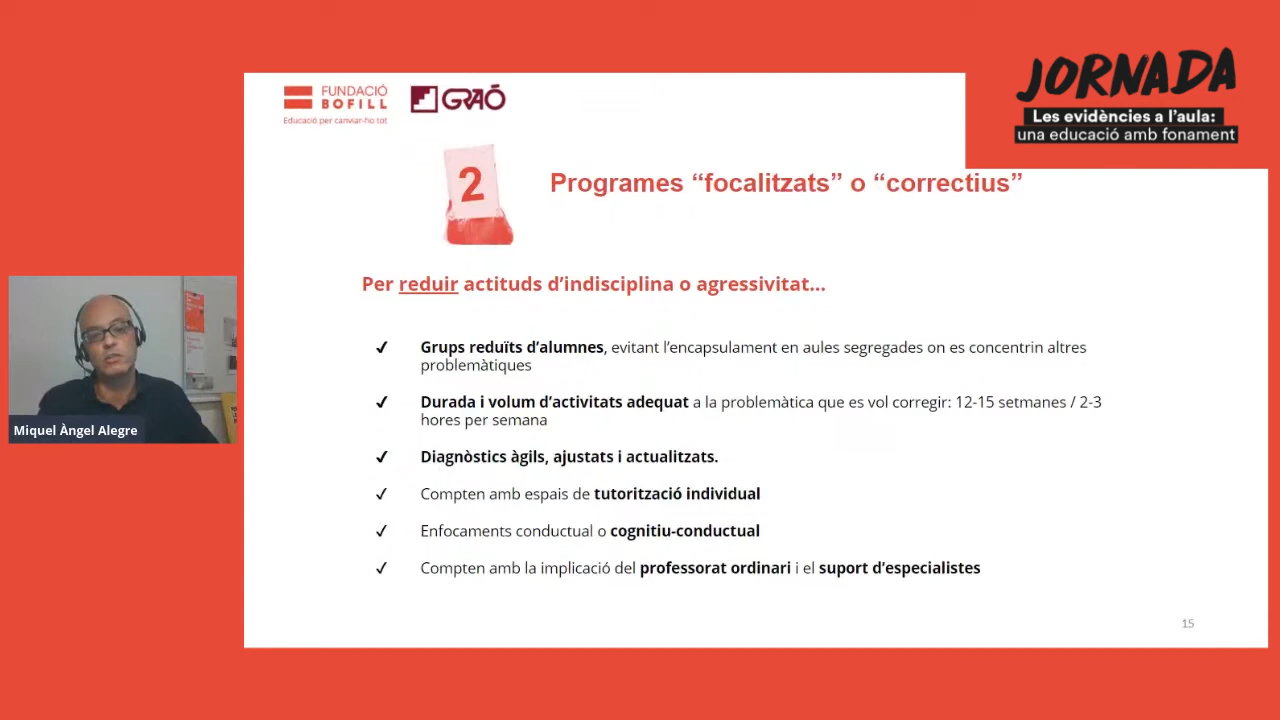 FUNDACIÓ
BOFILL
Educació per canviar-ho tot
GRAÓ
JORNADA
Les evidències a l'aula:
una educació amb fonament
2
Programes “focalitzats” o “correctius”
Per reduir actituds d’indisciplina o agressivitat...
✓ Grups reduïts d’alumnes, evitant l’encapsulament en aules segregades on es concentrin altres
problemàtiques
✓ Durada i volum d’activitats adequat a la problemàtica que es vol corregir: 12-15 setmanes / 2-3
hores per semana
✓ Diagnòstics àgils, ajustats i actualitzats.
✓ Compten amb espais de tutorització individual
✓ Enfocaments conductual o cognitiu-conductual
✓ Compten amb la implicació del professorat ordinari i el suport d’especialistes
15
Miquel Àngel Alegre